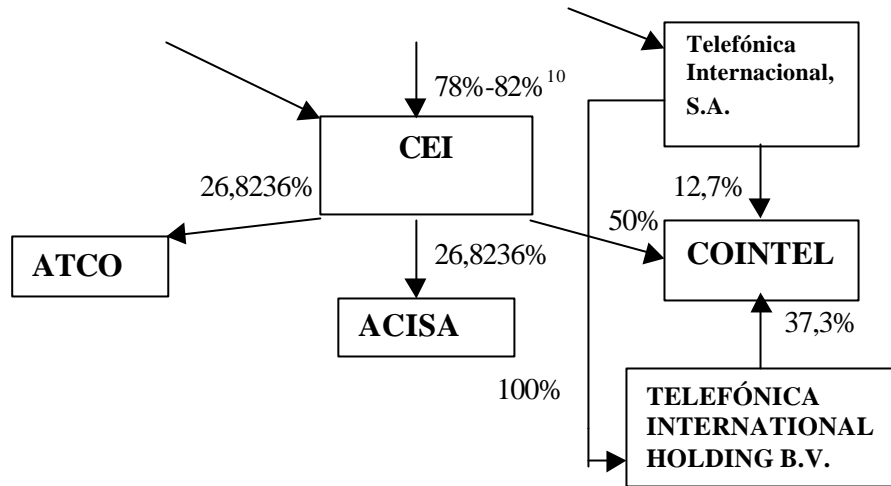 Telefónica
Internacional,
S.A.
78%-82% 10
CEI
26,8236%
12,7%
50%
ATCO
26,8236%
COINTEL
ACISA
37,3%
100%
TELEFÓNICA
INTERNATIONAL
HOLDING B.V.